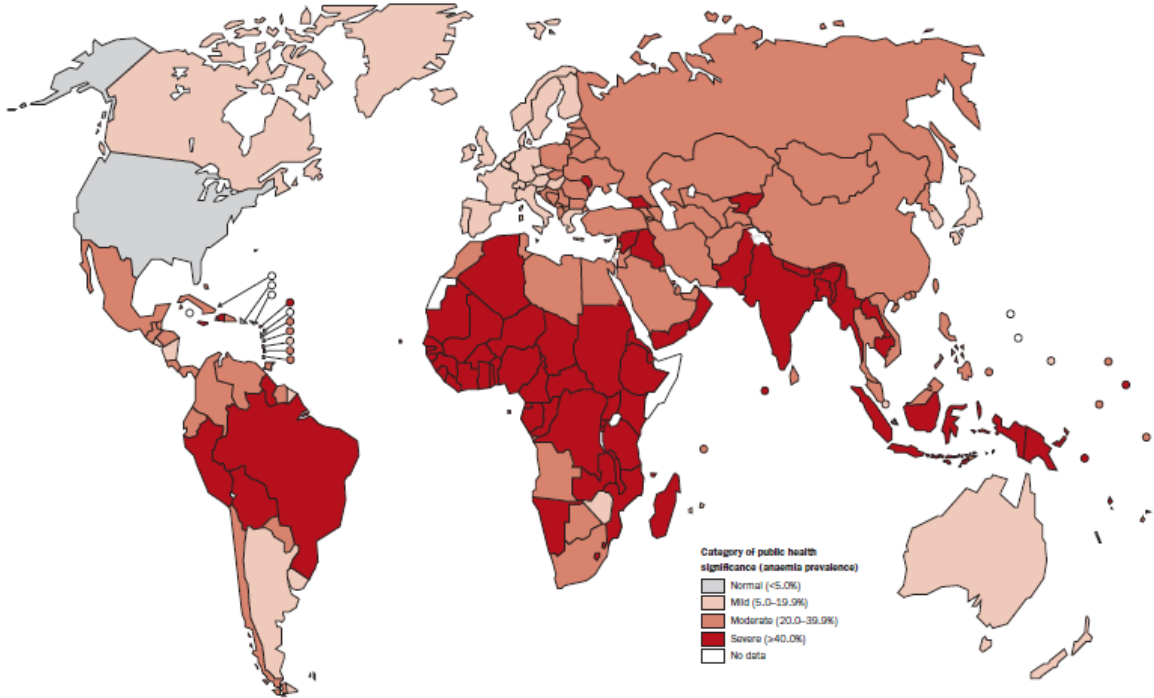 Category of public health
significance (anaemia prevalence)
Normal (<5.0%)
Mild (5.0–19.9%)
Moderate (20.0–39.9%)
Severe (≥40.0%)
No data